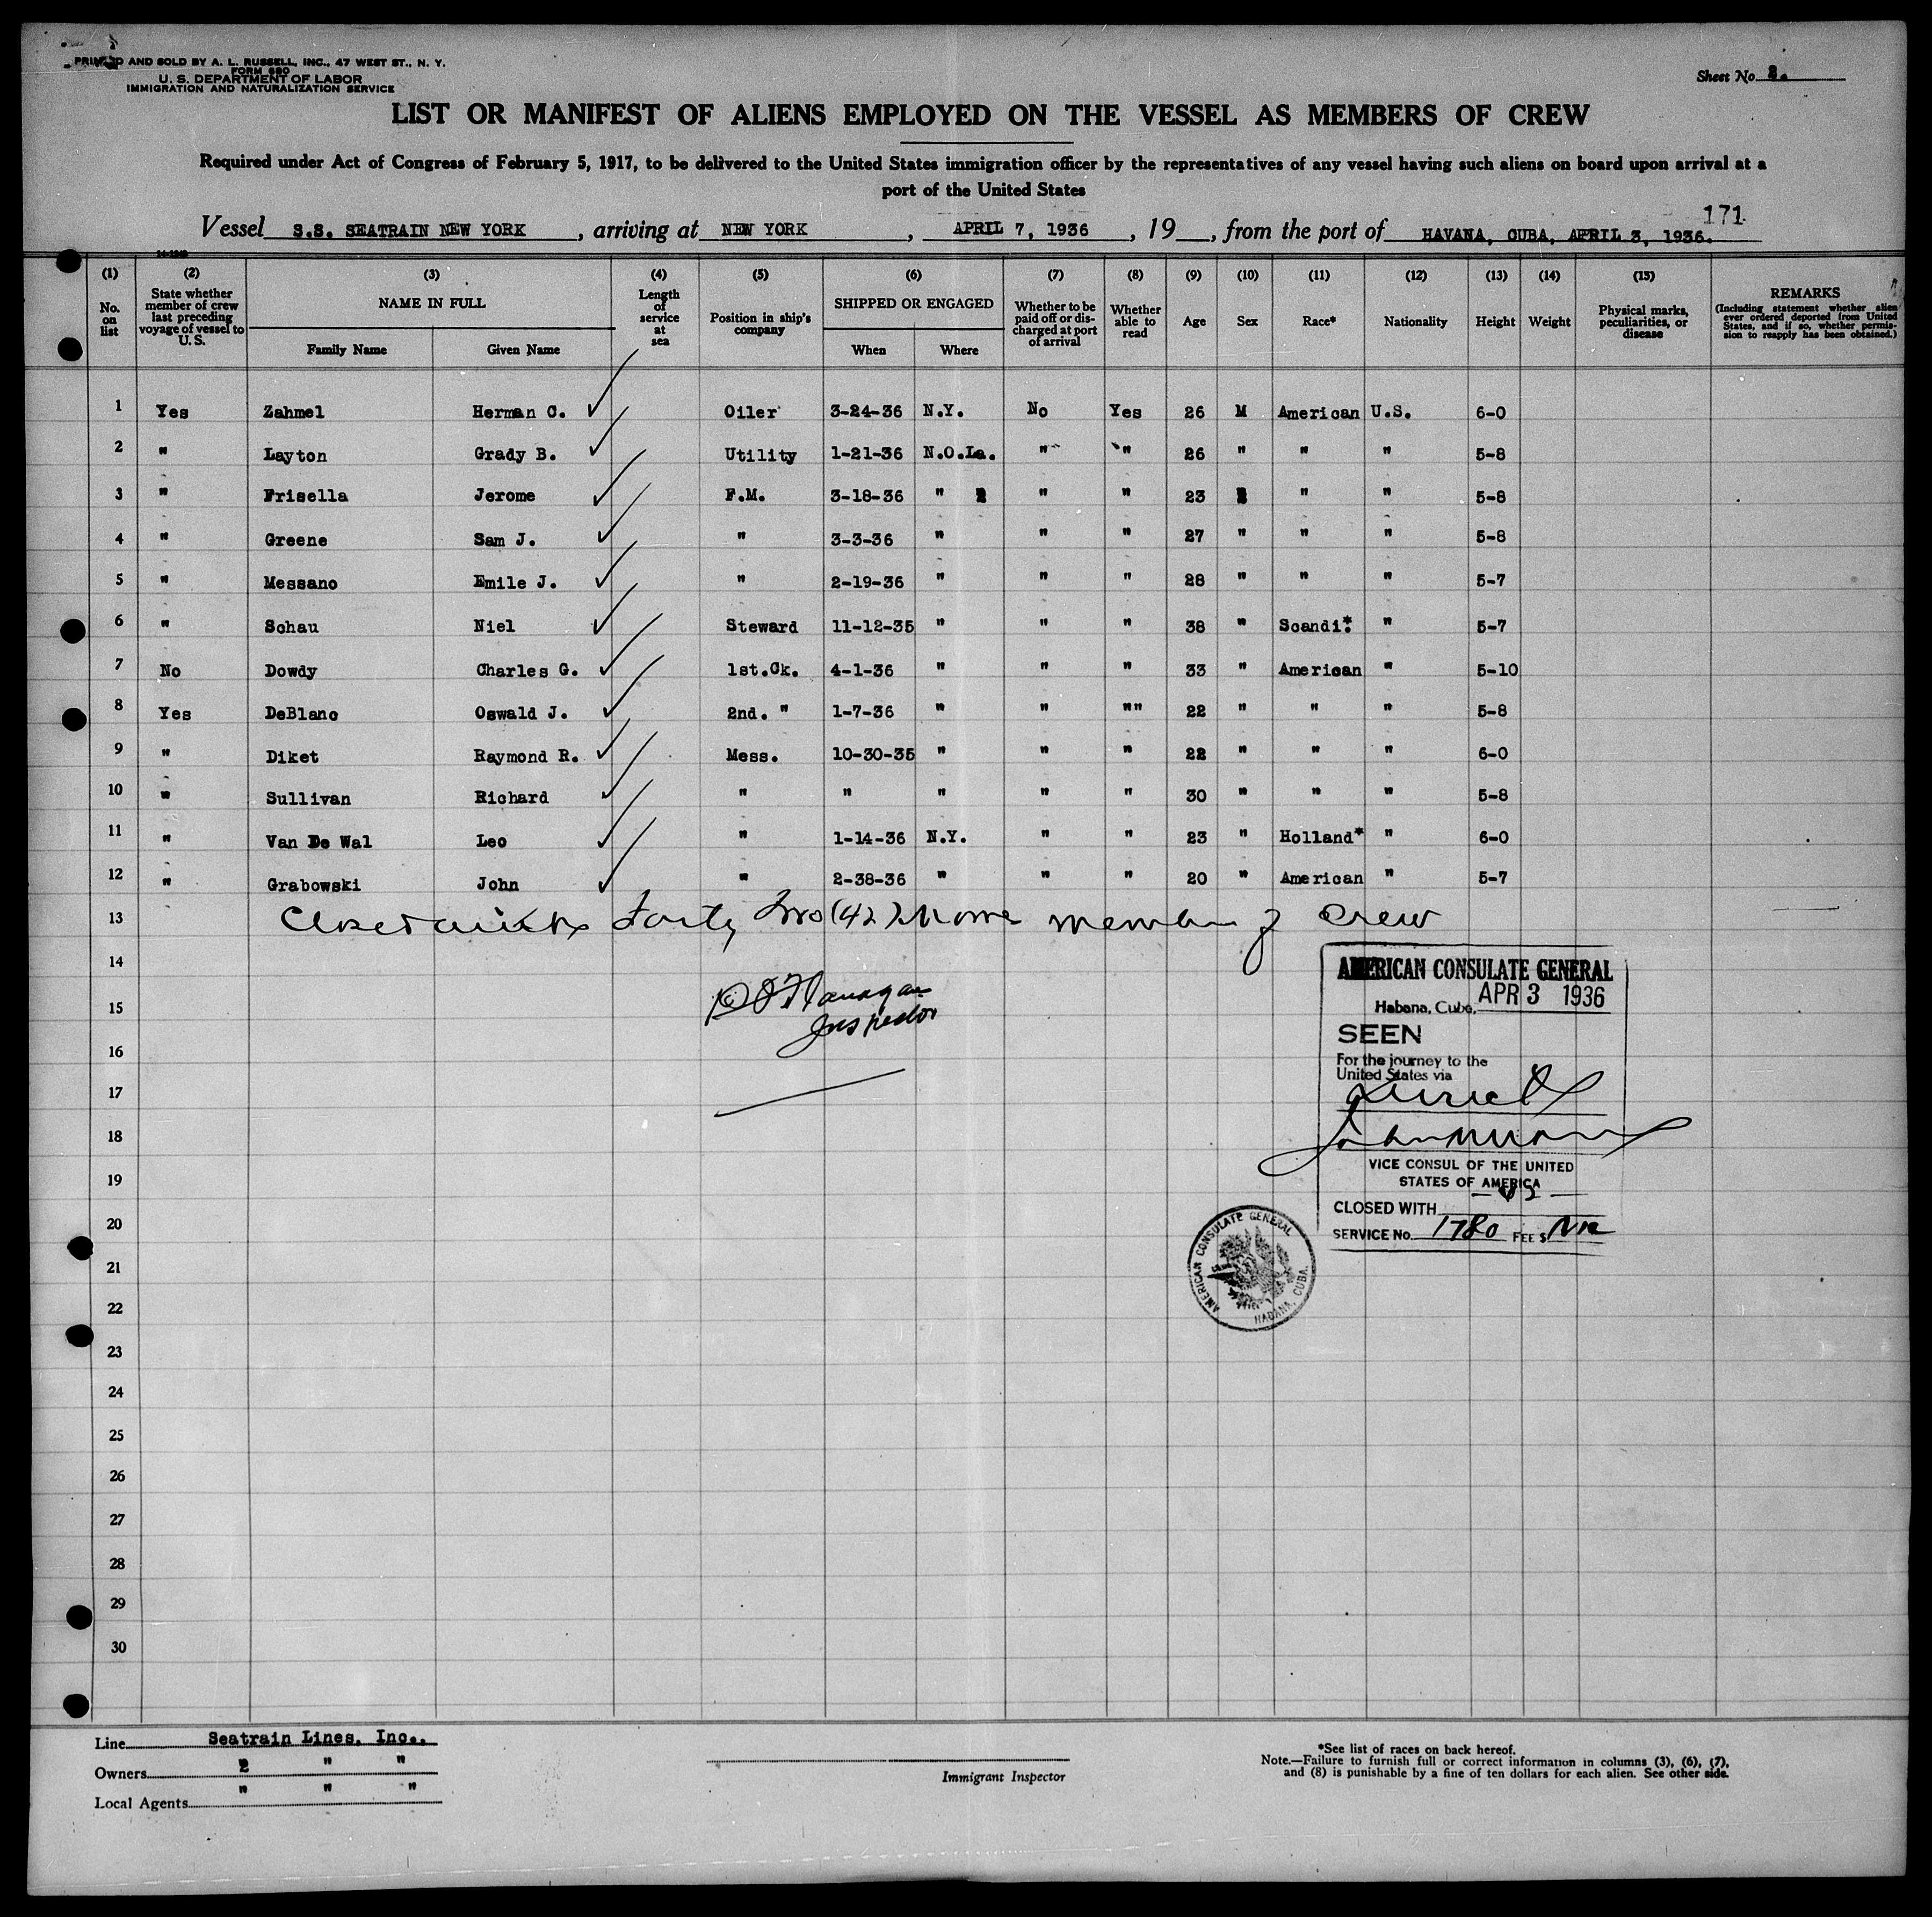 PRINTED AND SOLD BY A. L. RUSSELL, INC., 47 WEST ST., N. Y.
FORM 680
U. S. DEPARTMENT OF LABOR
IMMIGRATION AND NATURALIZATION SERVICE
Sheet No.
LIST OR MANIFEST OF ALIENS EMPLOYED ON THE VESSEL AS MEMBERS OF CREW
Required under Act of Congress of February 5, 1917, to be delivered to the United States immigration officer by the representatives of any vessel having such aliens on board upon arrival at a
port of the United States
171
Vessel S.S. SEATRAIN NEW YORK, arriving at NEW YORK, APRIL 7, 1936, 19__, from the port of HAVANA, CUBA, APRIL 3, 1936.
(1) No. on list
(2) State whether member of crew last preceding voyage of vessel to U.S.
(3) NAME IN FULL Family Name Given Name
(4) Length of service at sea
(5) Position in ship's company
(6) SHIPPED OR ENGAGED When Where
(7) Whether to be paid off or discharged at port of arrival
(8) Whether able to read
(9) Age
(10) Sex
(11) Race*
(12) Nationality
(13) Height
(14) Weight
(15) Physical marks, peculiarities, or disease
REMARKS
(Including statement whether alien ever ordered deported from United States, and if so, whether permission to reapply has been obtained.)
1 Yes Zahmel Herman C. Oiler 3-24-36 N.Y. No Yes 26 M American U.S. 6-0
2 " Layton Grady B. Utility 1-21-36 N.O.La. " " 26 " " " 5-8
3 " Frisella Jerome F.M. 3-18-36 " " " 23 " " 5-8
4 " Greene Sam J. " 3-3-36 " " " 27 " " " 5-8
5 " Messano Emile J. " 2-19-36 " " " 28 " " " 5-7
6 " Schau Niel Steward 11-12-35 " " " 38 " Scandi* " 5-7
7 No Dowdy Charles G. 1st.Ck. 4-1-36 " " " 33 " American " 5-10
8 Yes DeBlanc Oswald J. 2nd. " 1-7-36 " " "" 22 " " " 5-8
9 " Diket Raymond R. Mess. 10-30-35 " " " 22 " " " 6-0
10 " Sullivan Richard " " " " " 30 " " " 5-8
11 " Van De Wal Leo " 1-14-36 N.Y. " " 23 " Holland* " 6-0
12 " Grabowski John " 2-38-36 " " " 20 " American " 5-7
13 Forty Two (42) members of Crew
14
AMERICAN CONSULATE GENERAL
Habana, Cuba, APR 3 1936
15 Flanagan
Inspector
SEEN
16
For the journey to the
United States via
17 direct
18
VICE CONSUL OF THE UNITED
STATES OF AMERICA
19
CLOSED WITH 42
20
SERVICE No. 1780 FEE $
AMERICAN CONSULATE GENERAL HABANA, CUBA.
21
22
23
24
25
26
27
28
29
30
Line Seatrain Lines, Inc.,
Owners " "
Local Agents " " "
Immigrant Inspector
*See list of races on back hereof.
Note.—Failure to furnish full or correct information in columns (3), (6), (7),
and (8) is punishable by a fine of ten dollars for each alien. See other side.